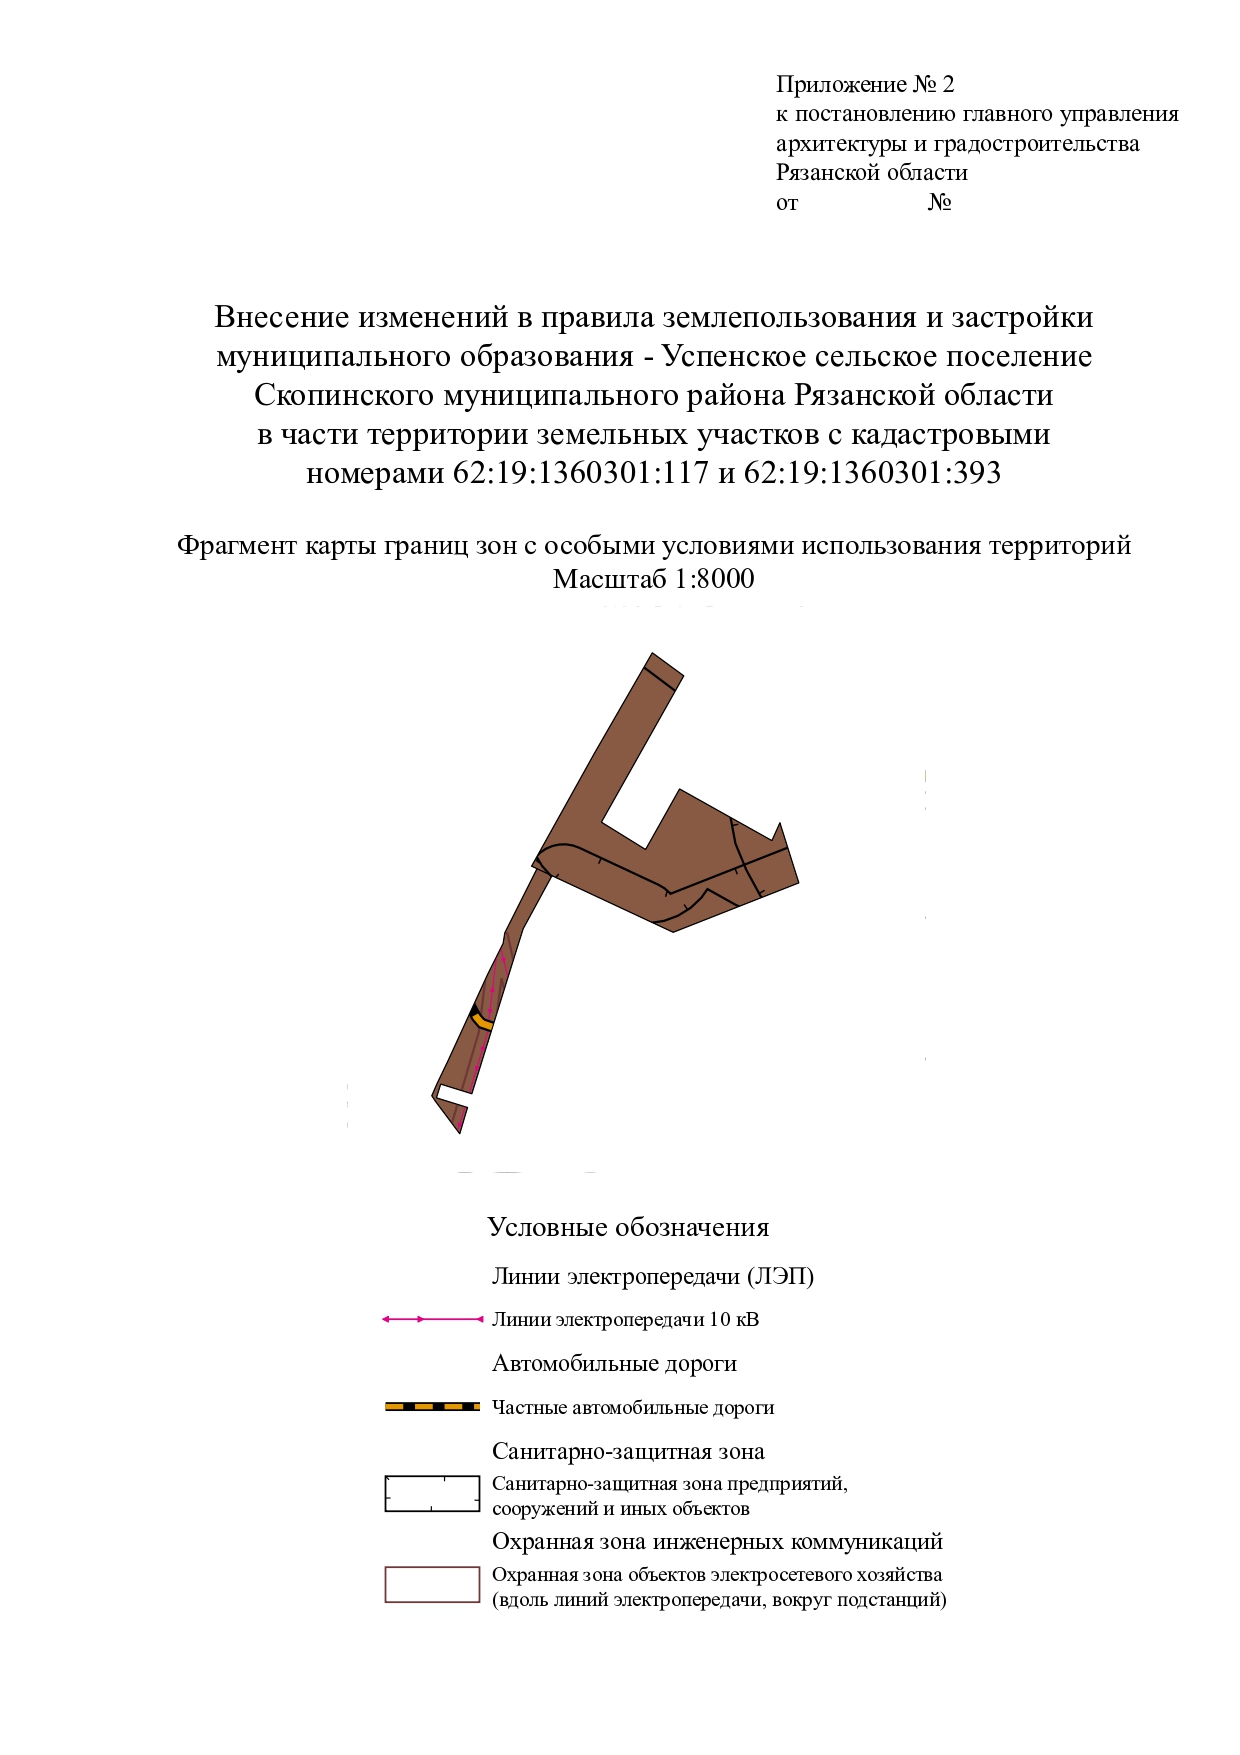 Приложение № 2
к постановлению главного управления
архитектуры и градостроительства
Рязанской области
от №
Внесение изменений в правила землепользования и застройки
муниципального образования - Успенское сельское поселение
Скопинского муниципального района Рязанской области
в части территории земельных участков с кадастровыми
номерами 62:19:1360301:117 и 62:19:1360301:393
Фрагмент карты границ зон с особыми условиями использования территорий
Масштаб 1:8000
Условные обозначения
Линии электропередачи (ЛЭП)
Линии электропередачи 10 кВ
Автомобильные дороги
Частные автомобильные дороги
Санитарно-защитная зона
Санитарно-защитная зона предприятий,
сооружений и иных объектов
Охранная зона инженерных коммуникаций
Охранная зона объектов электросетевого хозяйства
(вдоль линий электропередачи, вокруг подстанций)